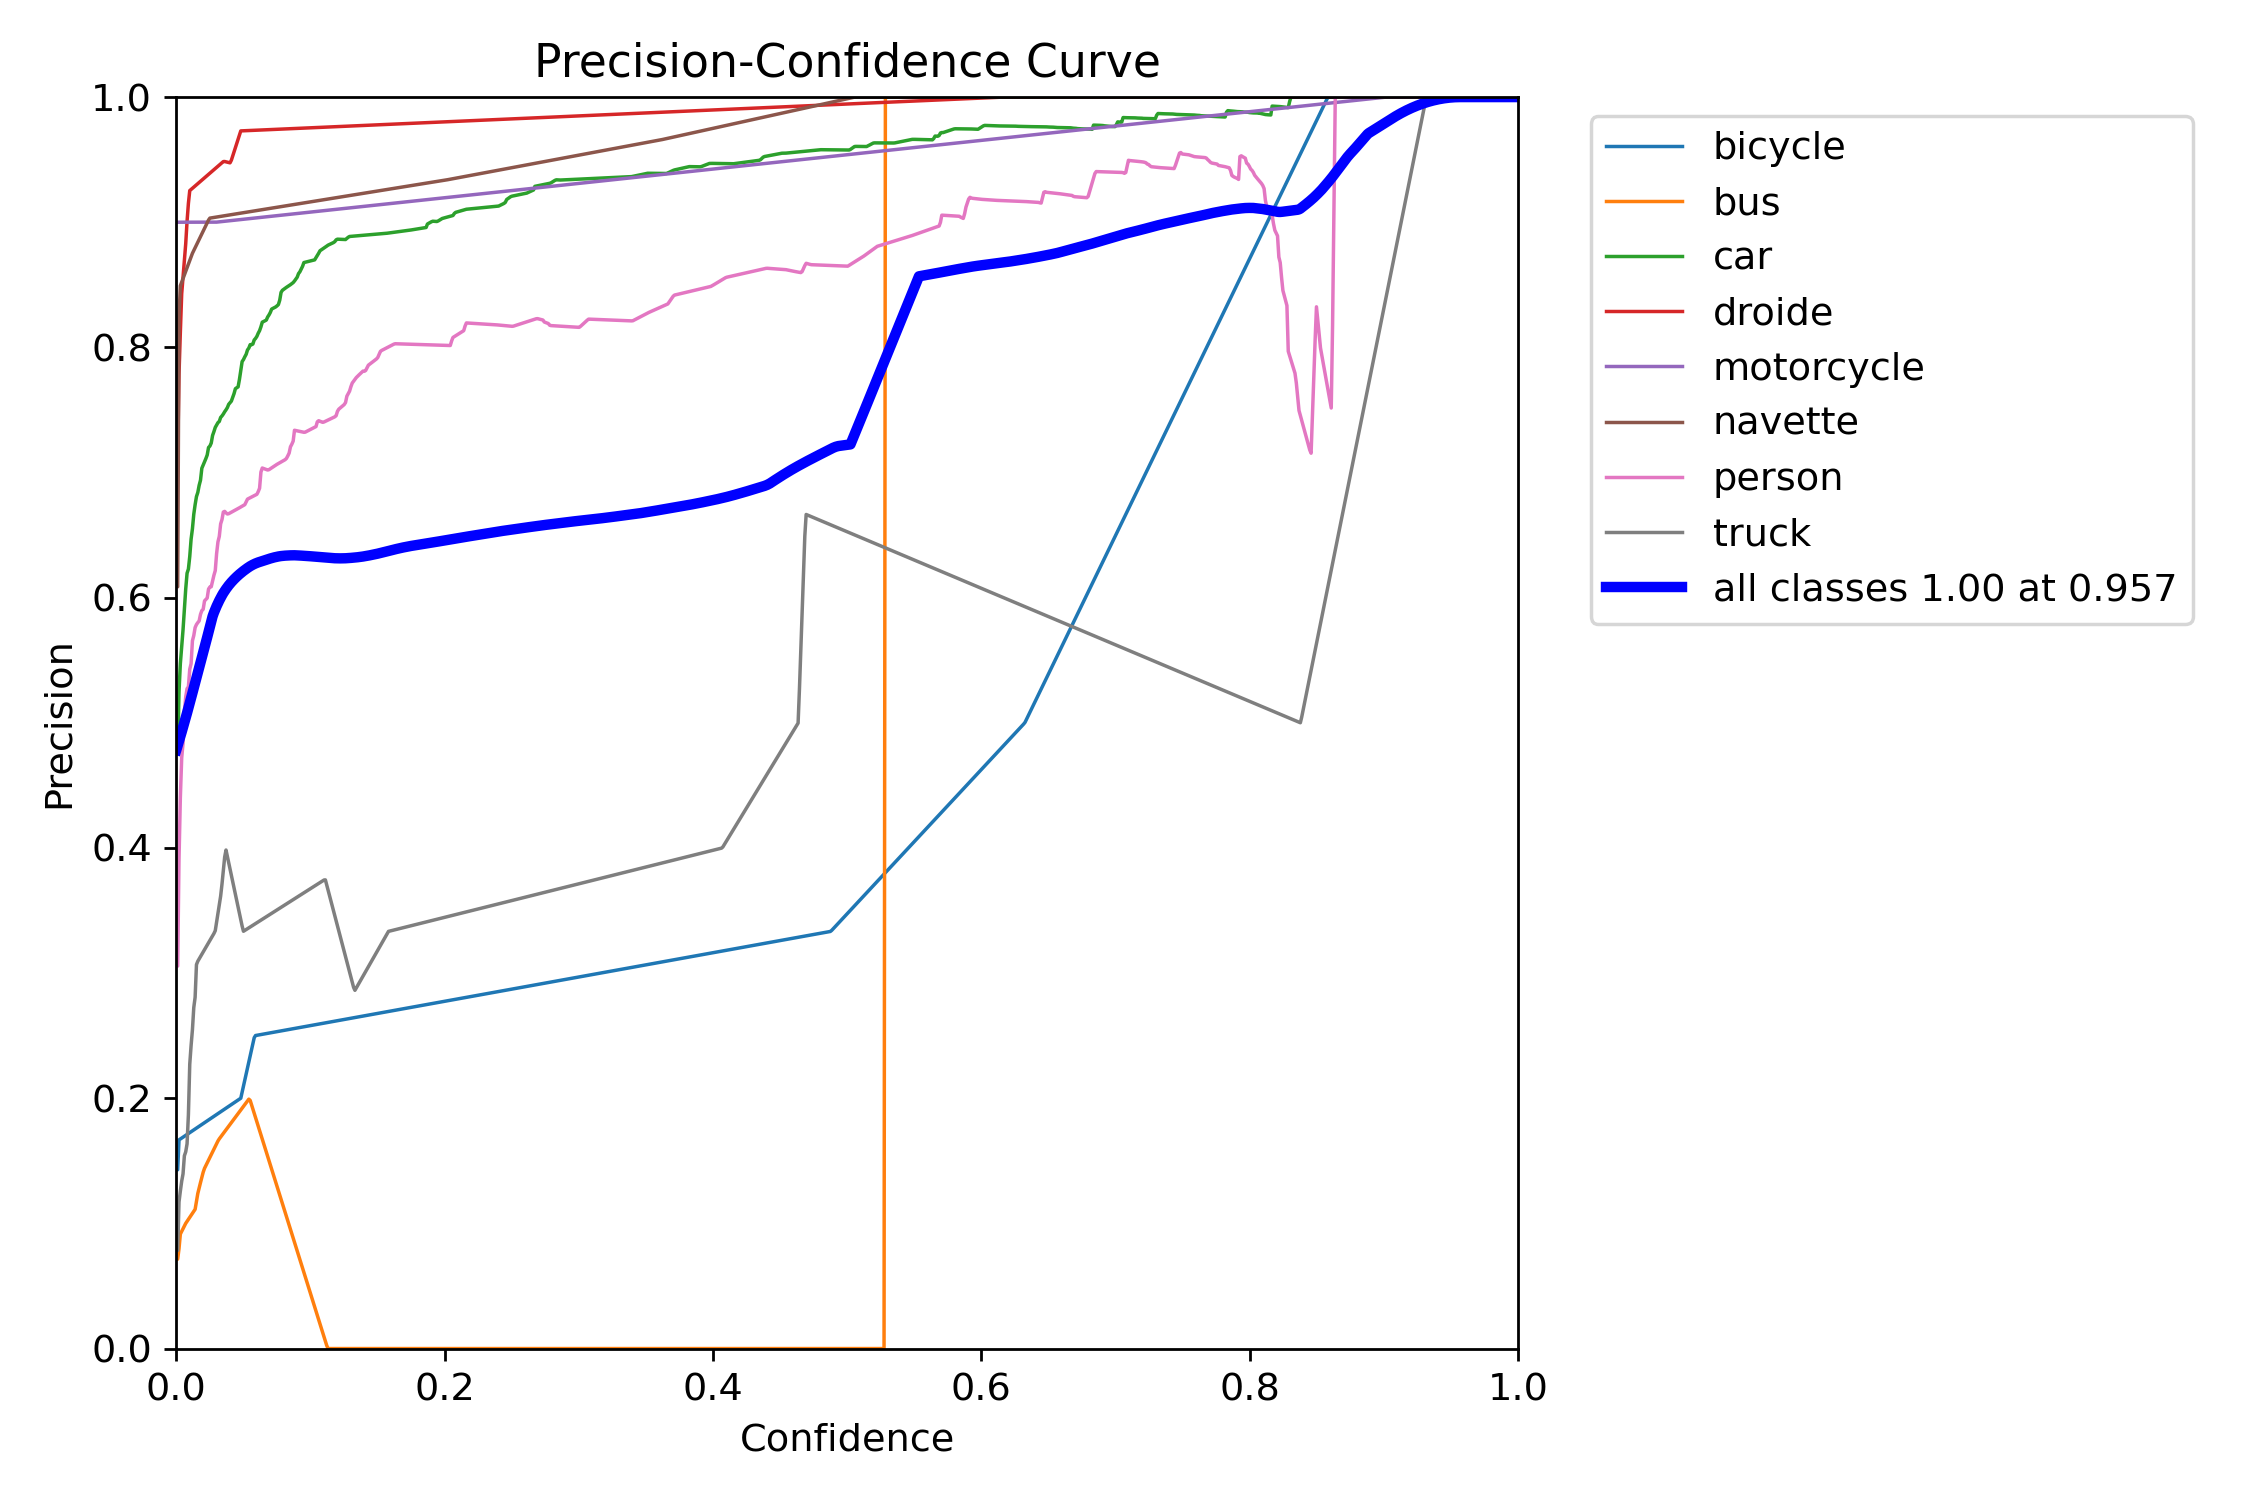 Precision-Confidence Curve
1.0
0.8
0.6
0.4
0.2
0.0
Precision
0.0 0.2 0.4 0.6 0.8 1.0
Confidence
bicycle
bus
car
droide
motorcycle
navette
person
truck
all classes 1.00 at 0.957